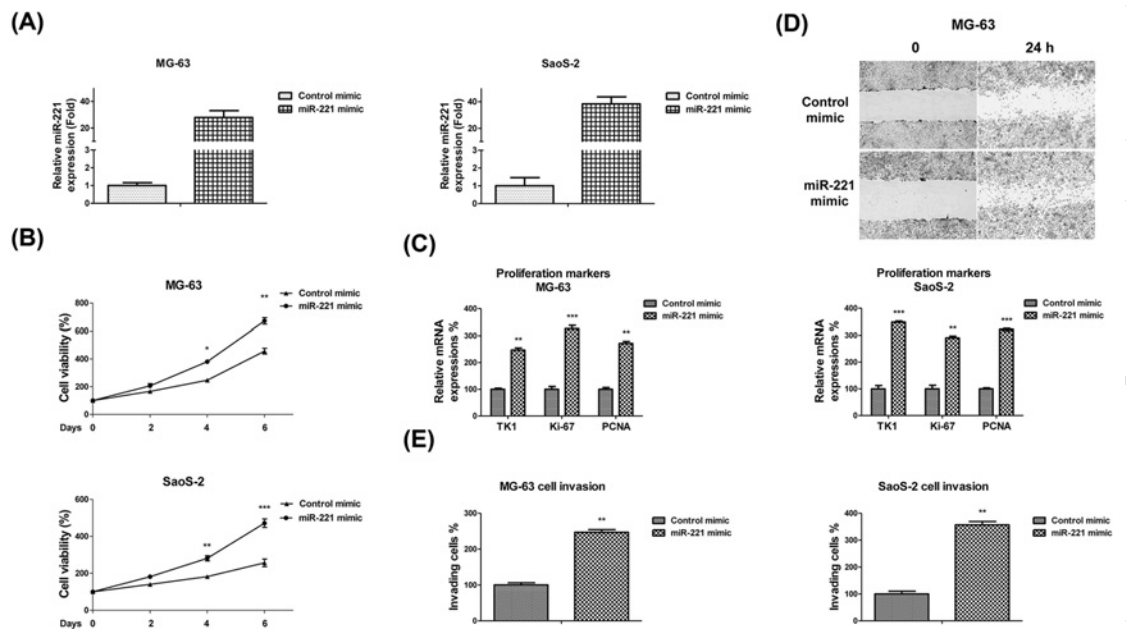 (A)
MG-63
Relative miR-221
expression (Fold)
40
20
4
3
2
1
0
Control mimic
miR-221 mimic
SaoS-2
Relative miR-221
expression (Fold)
40
20
4
3
2
1
0
Control mimic
miR-221 mimic
(D)
MG-63
0
24 h
Control
mimic
miR-221
mimic
(B)
MG-63
Cell viability (%)
800
600
400
200
0
Control mimic
miR-221 mimic
*
**
Days
0
2
4
6
SaoS-2
Cell viability (%)
600
400
200
0
Control mimic
miR-221 mimic
**
***
Days
0
2
4
6
(C)
Proliferation markers
MG-63
Relative mRNA
expressions %
400
300
200
100
0
**
***
**
Control mimic
miR-221 mimic
TK1
Ki-67
PCNA
Proliferation markers
SaoS-2
Relative mRNA
expressions %
400
300
200
100
0
***
**
***
Control mimic
miR-221 mimic
TK1
Ki-67
PCNA
(E)
MG-63 cell invasion
Invading cells %
300
200
100
0
**
Control mimic
miR-221 mimic
SaoS-2 cell invasion
Invading cells %
400
300
200
100
0
**
Control mimic
miR-221 mimic